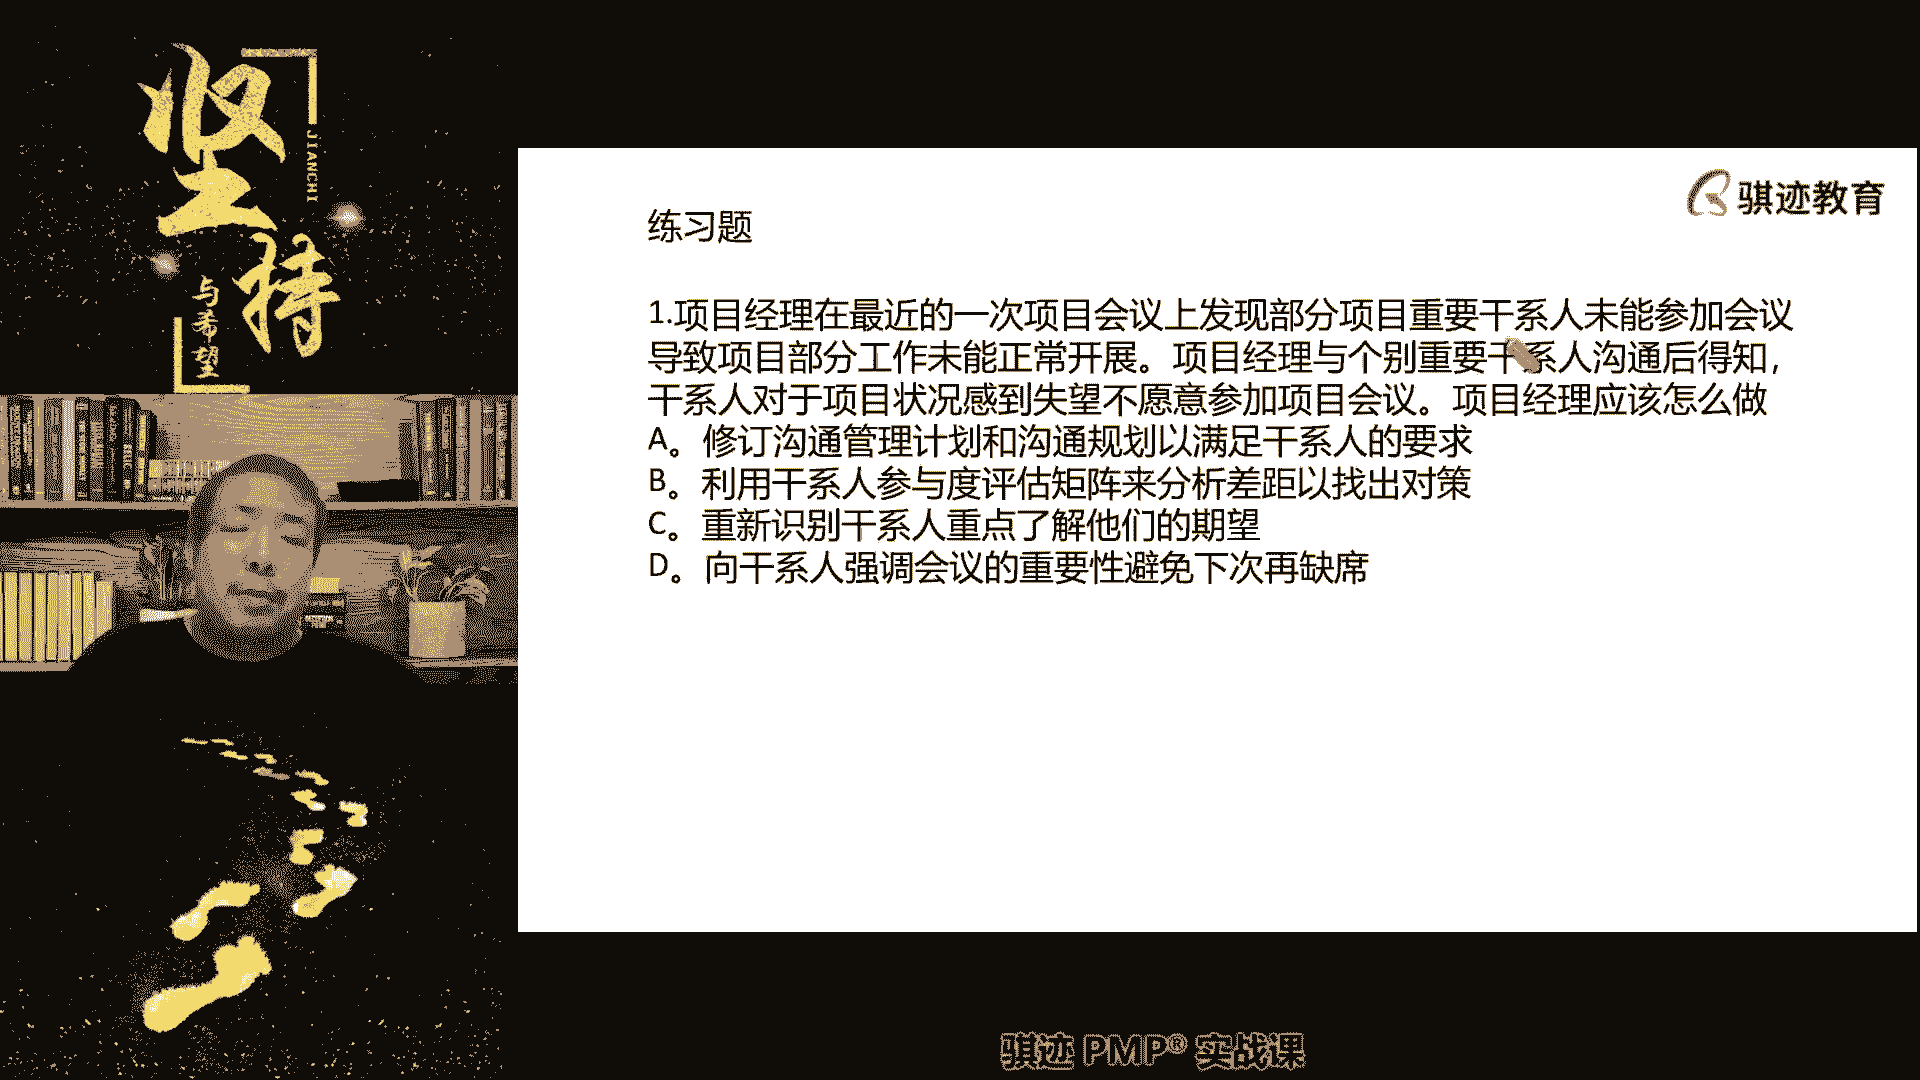 坚持
JIANCHI
与希望
骐迹教育
练习题
1.项目经理在最近的一次项目会议上发现部分项目重要干系人未能参加会议
导致项目部分工作未能正常开展。项目经理与个别重要干系人沟通后得知，
干系人对于项目状况感到失望不愿意参加项目会议。项目经理应该怎么做
A。修订沟通管理计划和沟通规划以满足干系人的要求
B。利用干系人参与度评估矩阵来分析差距以找出对策
C。重新识别干系人重点了解他们的期望
D。向干系人强调会议的重要性避免下次再缺席
骐迹 PMP® 实战课